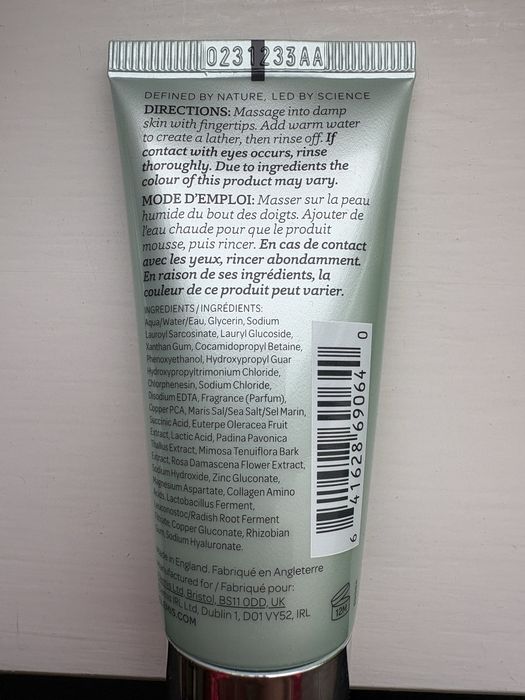 0231233AA
DEFINED BY NATURE, LED BY SCIENCE
DIRECTIONS: Massage into damp
skin with fingertips. Add warm water
to create a lather, then rinse off. If
contact with eyes occurs, rinse
thoroughly. Due to ingredients the
colour of this product may vary.
MODE D'EMPLOI: Masser sur la peau
humide du bout des doigts. Ajouter de
l'eau chaude pour que le produit
mousse, puis rincer. En cas de contact
avec les yeux, rincer abondamment.
En raison de ses ingrédients, la
couleur de ce produit peut varier.
INGREDIENTS/INGRÉDIENTS:
Aqua/Water/Eau, Glycerin, Sodium
Lauroyl Sarcosinate, Lauryl Glucoside,
Xanthan Gum, Cocamidopropyl Betaine,
Phenoxyethanol, Hydroxypropyl Guar
Hydroxypropyltrimonium Chloride,
Chlorphenesin, Sodium Chloride,
Disodium EDTA, Fragrance (Parfum),
Copper PCA, Maris Sal/Sea Salt/Sel Marin,
Succinic Acid, Euterpe Oleracea Fruit
Extract, Lactic Acid, Padina Pavonica
Thallus Extract, Mimosa Tenuiflora Bark
Extract, Rosa Damascena Flower Extract,
Sodium Hydroxide, Zinc Gluconate,
Magnesium Aspartate, Collagen Amino
Acids, Lactobacillus Ferment,
Leuconostoc/Radish Root Ferment
Filtrate, Copper Gluconate, Rhizobian
Gum, Sodium Hyaluronate.
Made in England, Fabriqué en Angleterre
Manufactured for / Fabriqué pour:
Ltd, Bristol, BS11 0DD, UK
IRL Ltd, Dublin 1, D01 VY52, IRL
.COM
12M
6 41628 69064 0